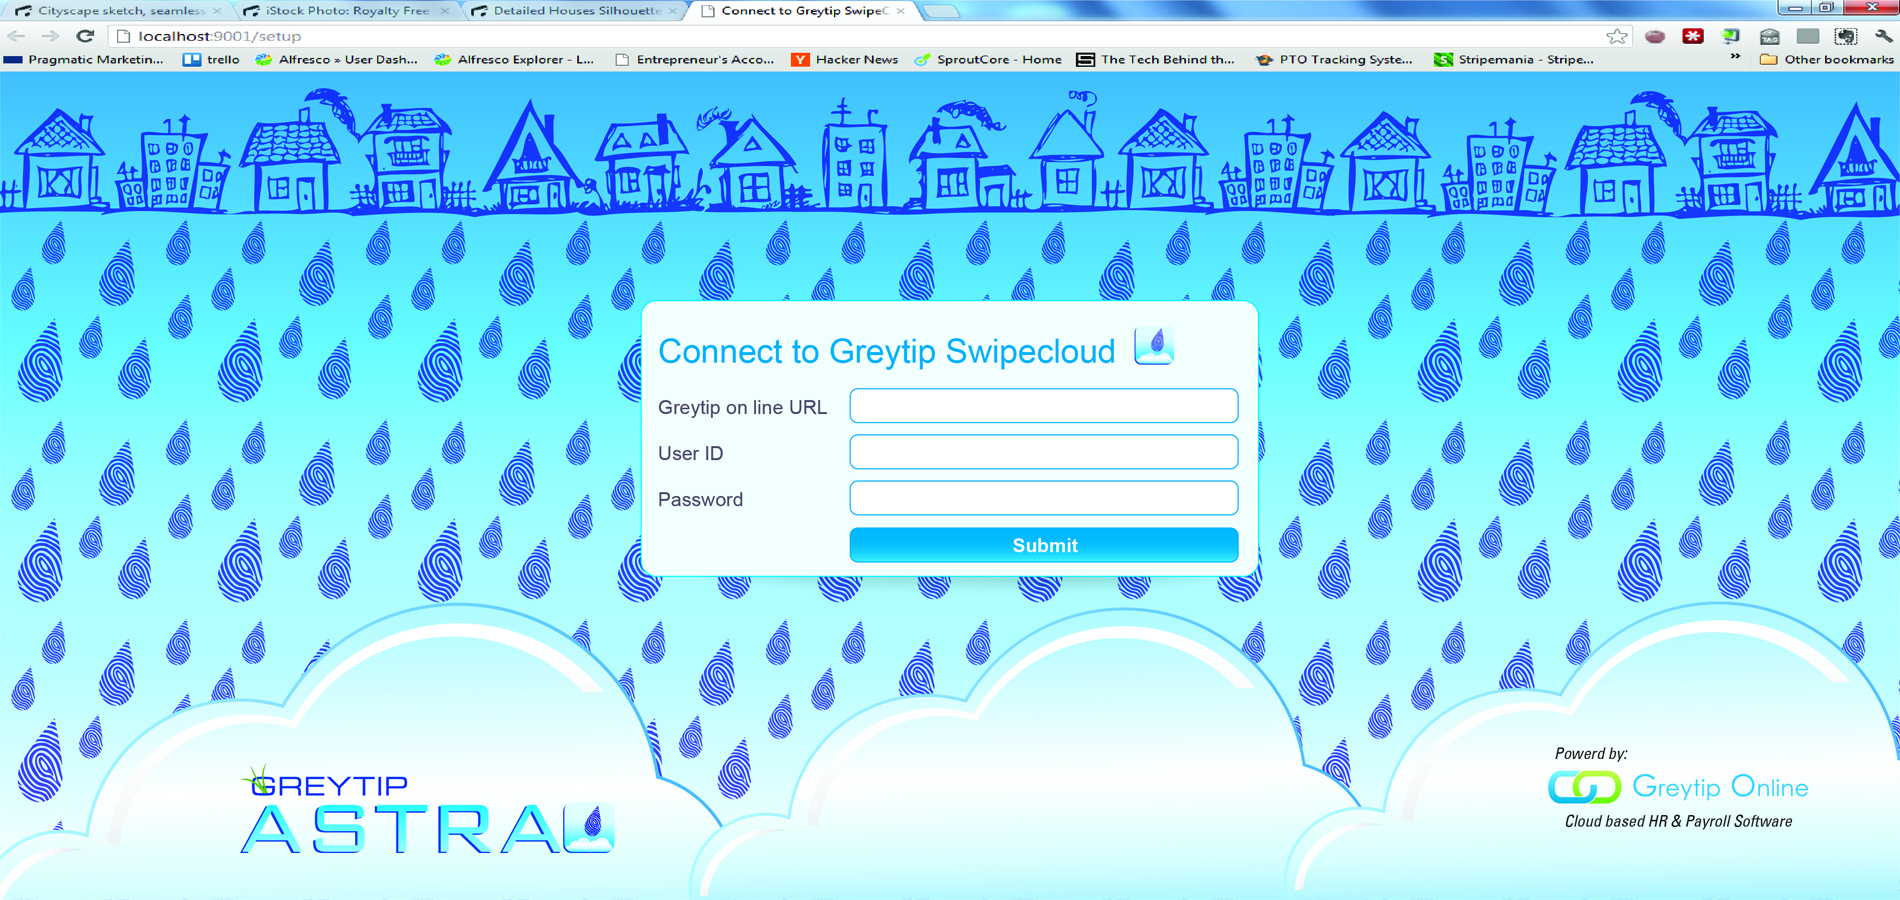 Cityscape sketch, seamless
iStock Photo: Royalty Free
Detailed Houses Silhouette
Connect to Greytip SwipeC
localhost:9001/setup
Pragmatic Marketin...
trello
Alfresco » User Dash...
Alfresco Explorer - L...
Entrepreneur's Acco...
Y
Hacker News
SproutCore - Home
S
The Tech Behind th...
PTO Tracking Syste...
S
Stripemania - Stripe...
»
Other bookmarks
TAG
Connect to Greytip Swipecloud
Greytip on line URL
User ID
Password
Submit
GREYTIP
ASTRA
Powerd by:
Greytip Online
Cloud based HR & Payroll Software